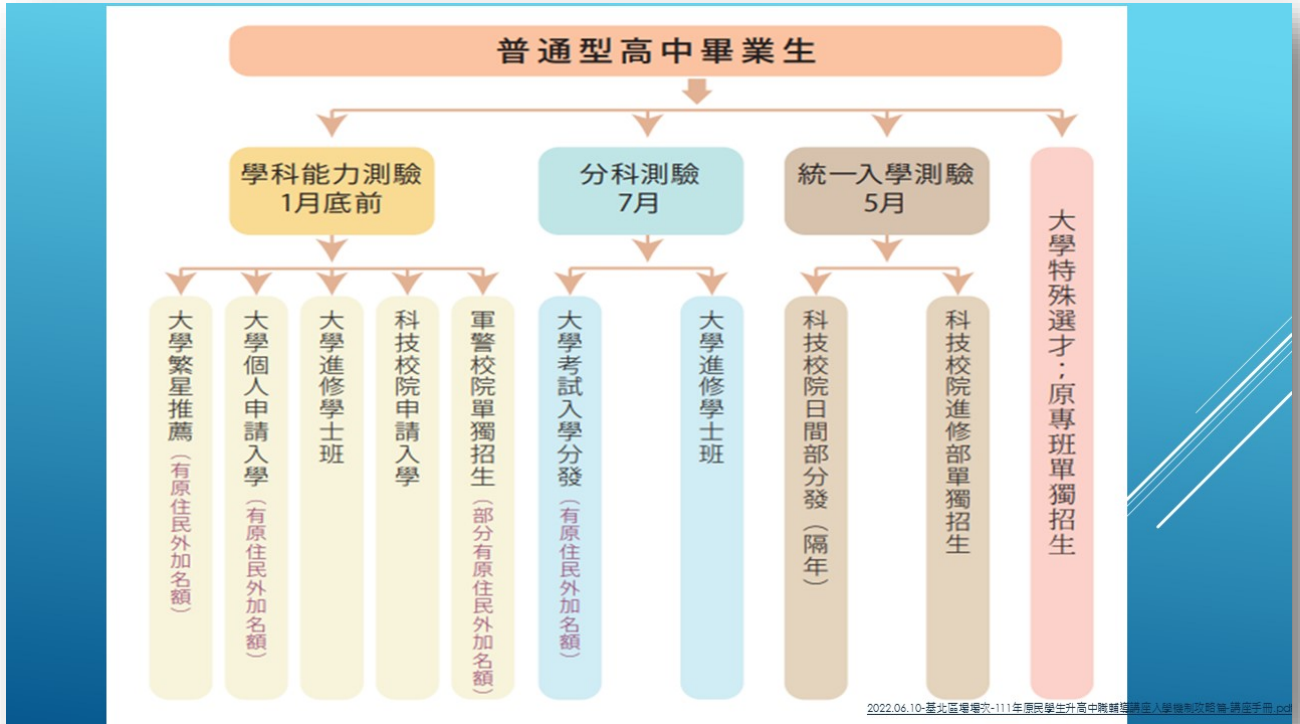 普通型高中畢業生
學科能力測驗
1月底前
分科測驗
7月
統一入學測驗
5月
大學特殊選才；原專班單獨招生
大學繁星推薦（有原住民外加名額）
大學個人申請入學（有原住民外加名額）
大學進修學士班
科技校院申請入學
軍警校院單獨招生（部分有原住民外加名額）
大學考試入學分發（有原住民外加名額）
大學進修學士班
科技校院日間部分發（隔年）
科技校院進修部單獨招生
2022.06.10-臺北區場場次-111年原民學生升高中職輔導講座入學機制攻略篇-講座手冊.pdf